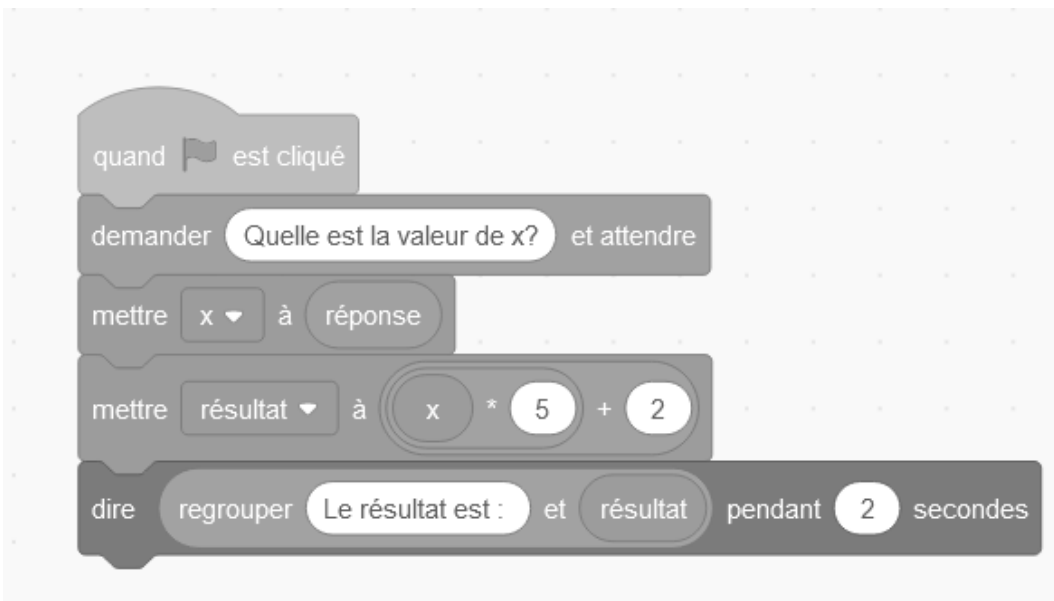 quand est cliqué
demander Quelle est la valeur de x? et attendre
mettre x à réponse
mettre résultat à x * 5 + 2
dire regrouper Le résultat est : et résultat pendant 2 secondes